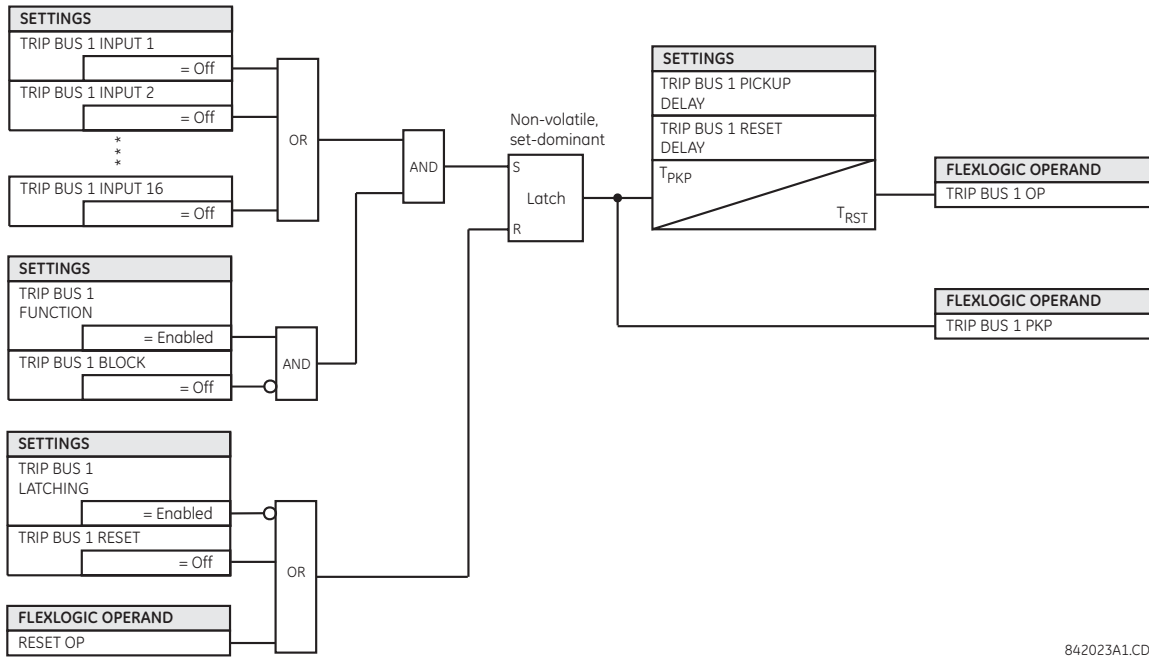 SETTINGS
TRIP BUS 1 INPUT 1
= Off
TRIP BUS 1 INPUT 2
= Off
***
TRIP BUS 1 INPUT 16
= Off
OR
SETTINGS
TRIP BUS 1
FUNCTION
= Enabled
TRIP BUS 1 BLOCK
= Off
AND
AND
SETTINGS
TRIP BUS 1
LATCHING
= Enabled
TRIP BUS 1 RESET
= Off
OR
FLEXLOGIC OPERAND
RESET OP
Non-volatile,
set-dominant
S
Latch
R
SETTINGS
TRIP BUS 1 PICKUP
DELAY
TRIP BUS 1 RESET
DELAY
TPKP
TRST
FLEXLOGIC OPERAND
TRIP BUS 1 OP
FLEXLOGIC OPERAND
TRIP BUS 1 PKP
842023A1.CD